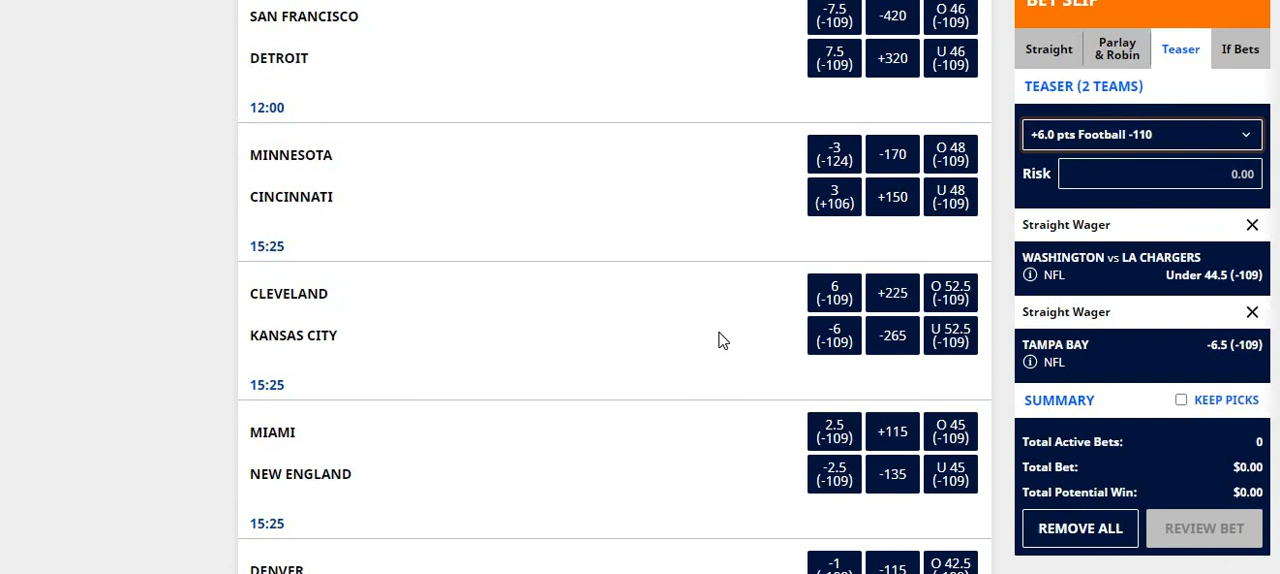 SAN FRANCISCO
-7.5 (-109)
-420
O 46 (-109)
DETROIT
7.5 (-109)
+320
U 46 (-109)
12:00
MINNESOTA
-3 (-124)
-170
O 48 (-109)
CINCINNATI
3 (+106)
+150
U 48 (-109)
15:25
CLEVELAND
6 (-109)
+225
O 52.5 (-109)
KANSAS CITY
-6 (-109)
-265
U 52.5 (-109)
15:25
MIAMI
2.5 (-109)
+115
O 45 (-109)
NEW ENGLAND
-2.5 (-109)
-135
U 45 (-109)
15:25
DENVER
-1
-115
O 42.5
BET SLIP
Straight
Parlay & Robin
Teaser
If Bets
TEASER (2 TEAMS)
+6.0 pts Football -110
Risk 0.00
Straight Wager
WASHINGTON vs LA CHARGERS
NFL Under 44.5 (-109)
Straight Wager
TAMPA BAY -6.5 (-109)
NFL
SUMMARY KEEP PICKS
Total Active Bets: 0
Total Bet: $0.00
Total Potential Win: $0.00
REMOVE ALL REVIEW BET